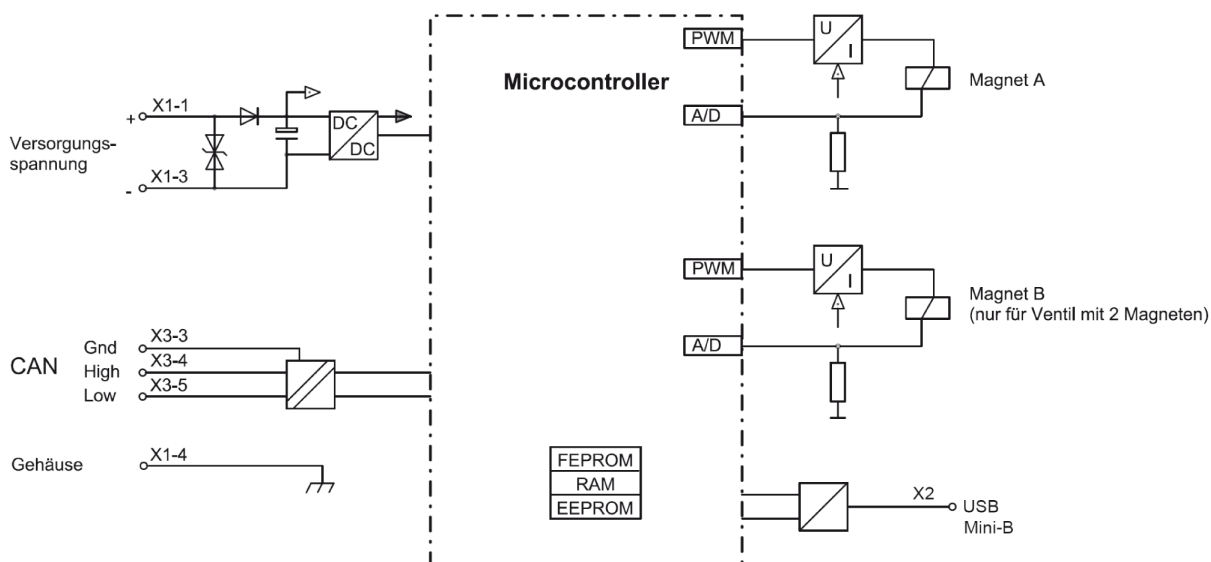 Microcontroller
+
X1-1
Versorgungs-
spannung
-
X1-3
DC
DC
CAN
Gnd
X3-3
High
X3-4
Low
X3-5
Gehäuse
X1-4
FEPROM
RAM
EEPROM
PWM
U
I
A/D
Magnet A
PWM
U
I
A/D
Magnet B
(nur für Ventil mit 2 Magneten)
X2
USB
Mini-B